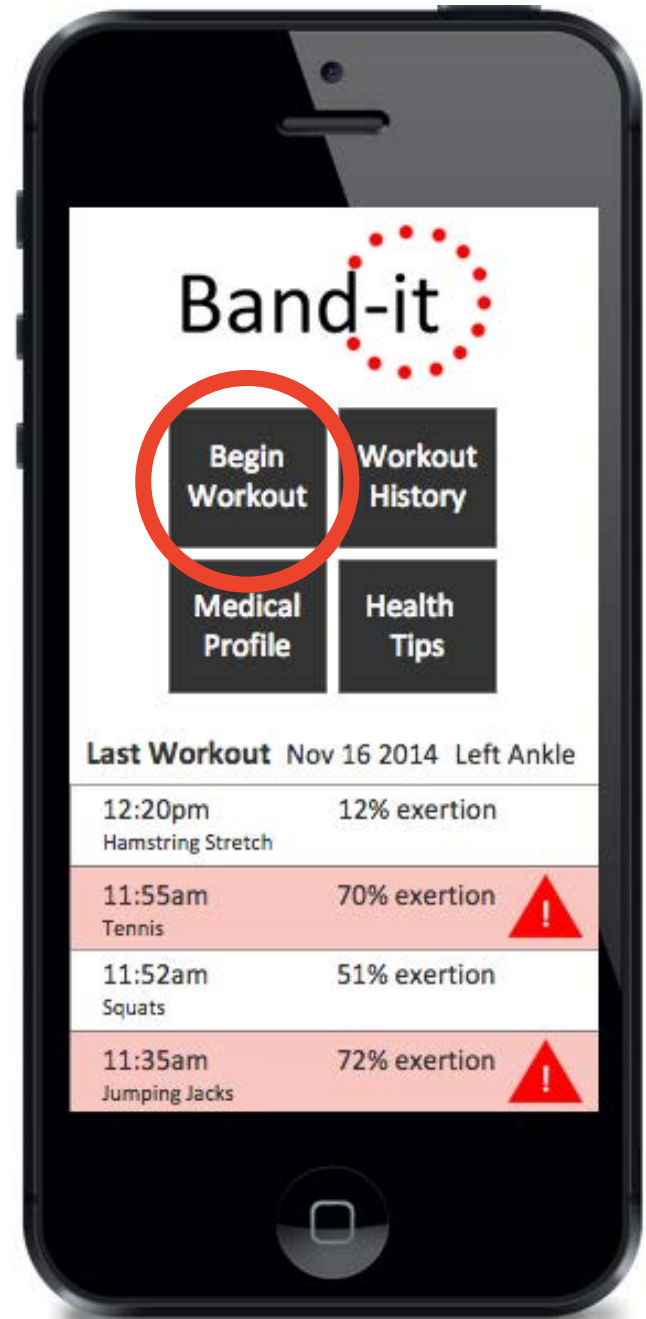 Band-it
Begin Workout
Workout History
Medical Profile
Health Tips
Last Workout Nov 16 2014 Left Ankle
12:20pm 12% exertion
Hamstring Stretch
11:55am 70% exertion !
Tennis
11:52am 51% exertion
Squats
11:35am 72% exertion !
Jumping Jacks